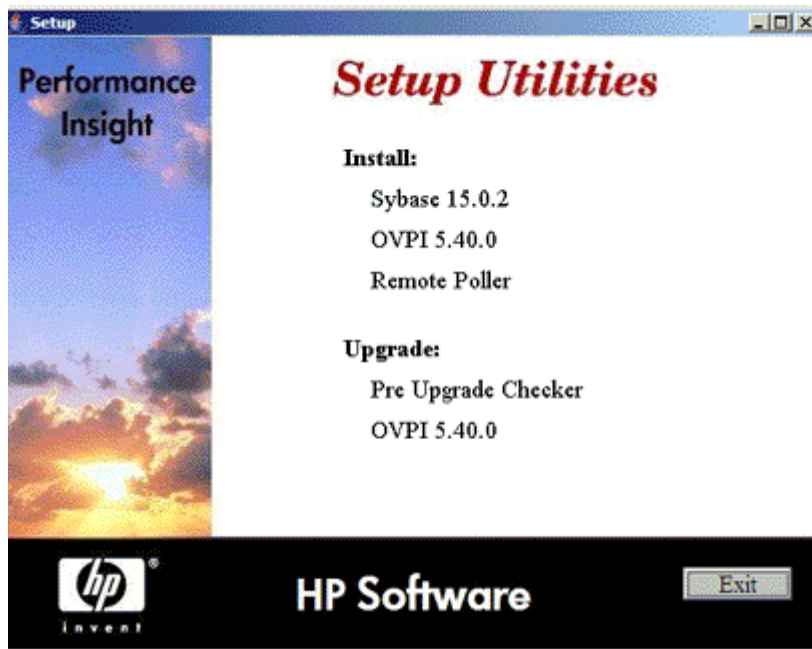 Setup
Performance
Insight
Setup Utilities
Install:
Sybase 15.0.2
OVPI 5.40.0
Remote Poller
Upgrade:
Pre Upgrade Checker
OVPI 5.40.0
hp®
invent
HP Software
Exit